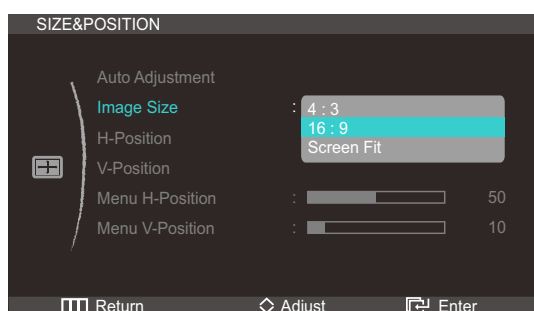 SIZE&POSITION
Auto Adjustment
Image Size : 4 : 3
16 : 9
Screen Fit
H-Position
V-Position
Menu H-Position : 50
Menu V-Position : 10
Return Adjust Enter